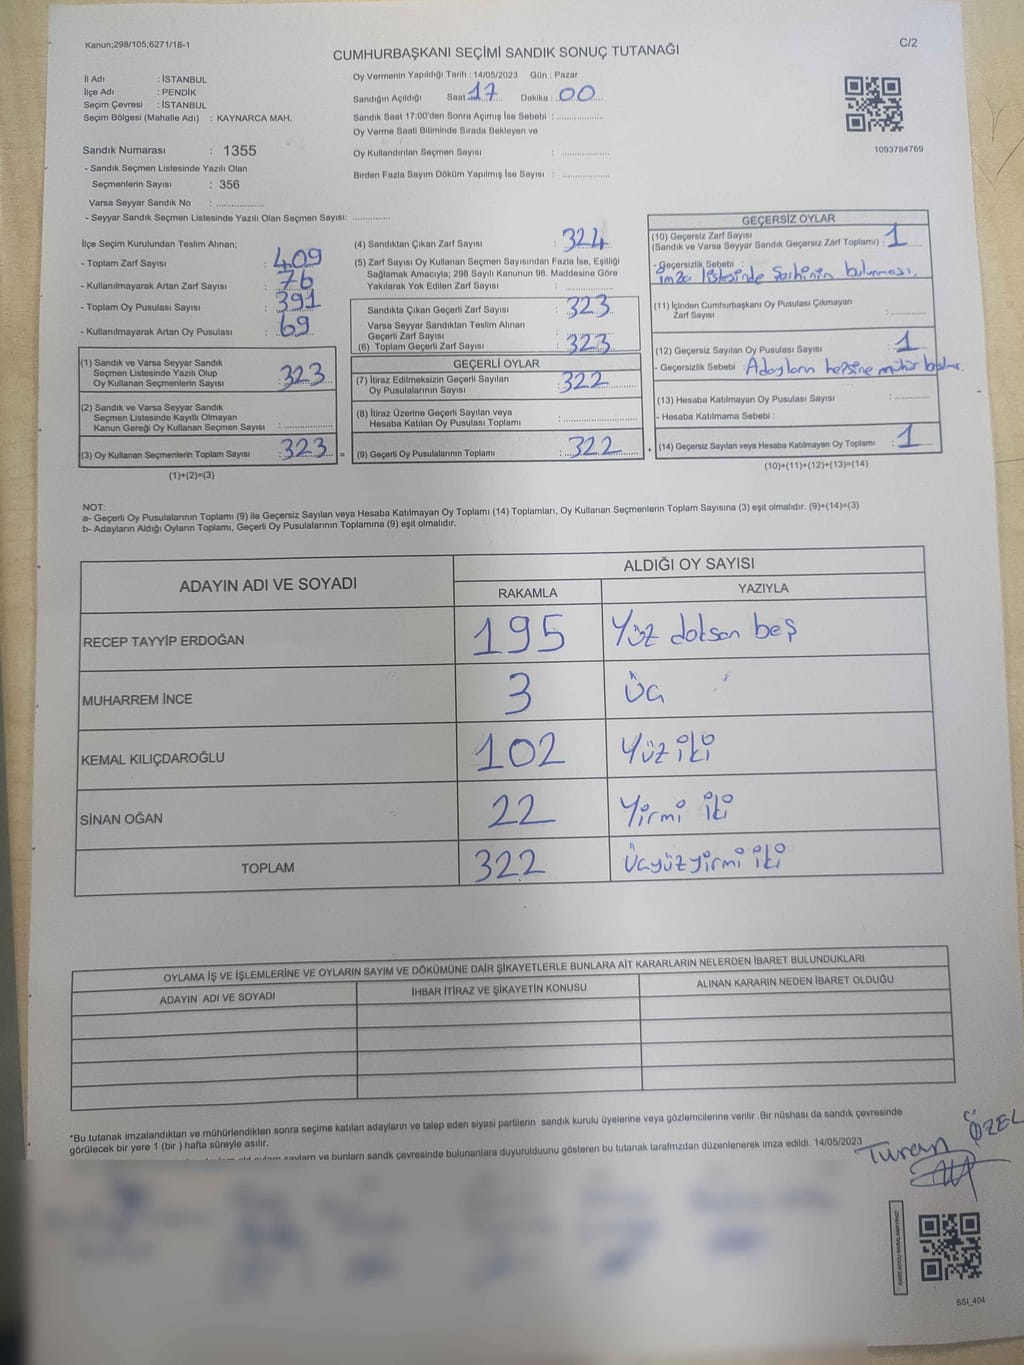 Kanun;298/105;6271/16-1
C/2
CUMHURBAŞKANI SEÇİMİ SANDIK SONUÇ TUTANAĞI
İl Adı : İSTANBUL
İlçe Adı : PENDİK
Seçim Çevresi : İSTANBUL
Seçim Bölgesi (Mahalle Adı) : KAYNARCA MAH.
Oy Vermenin Yapıldığı Tarih : 14/05/2023 Gün : Pazar
Sandığın Açıldığı Saat 17 Dakika : 00
Sandık Saat 17:00'den Sonra Açımış İse Sebebi :
Oy Verme Saati Bitiminde Sırada Bekleyen ve
Oy Kullandırılan Seçmen Sayısı :
Birden Fazla Sayım Döküm Yapılmış İse Sayısı :
1093784769
Sandık Numarası : 1355
- Sandık Seçmen Listesinde Yazılı Olan
Seçmenlerin Sayısı : 356
Varsa Seyyar Sandık No :
- Seyyar Sandık Seçmen Listesinde Yazılı Olan Seçmen Sayısı:
İlçe Seçim Kurulundan Teslim Alınan;
- Toplam Zarf Sayısı : 409
- Kullanılmayarak Artan Zarf Sayısı : 76
- Toplam Oy Pusulası Sayısı : 391
- Kullanılmayarak Artan Oy Pusulası : 69
(1) Sandık ve Varsa Seyyar Sandık
Seçmen Listesinde Yazılı Olup
Oy Kullanan Seçmenlerin Sayısı : 323
(2) Sandık ve Varsa Seyyar Sandık
Seçmen Listesinde Kayıtlı Olmayan
Kanun Gereği Oy Kullanan Seçmen Sayısı :
(3) Oy Kullanan Seçmenlerin Toplam Sayısı : 323 =
(1)+(2)=(3)
(4) Sandıktan Çıkan Zarf Sayısı : 324
(5) Zarf Sayısı Oy Kullanan Seçmen Sayısından Fazla İse, Eşitliği
Sağlamak Amacıyla; 298 Sayılı Kanunun 98. Maddesine Göre
Yakılarak Yok Edilen Zarf Sayısı :
Sandıkta Çıkan Geçerli Zarf Sayısı : 323
Varsa Seyyar Sandıktan Teslim Alınan
Geçerli Zarf Sayısı :
(6) Toplam Geçerli Zarf Sayısı : 323
GEÇERLİ OYLAR
(7) İtiraz Edilmeksizin Geçerli Sayılan
Oy Pusulalarının Sayısı : 322
(8) İtiraz Üzerine Geçerli Sayılan veya
Hesaba Katılan Oy Pusulası Toplamı :
(9) Geçerli Oy Pusulalarının Toplamı : 322 +
GEÇERSİZ OYLAR
(10) Geçersiz Zarf Sayısı
(Sandık ve Varsa Seyyar Sandık Geçersiz Zarf Toplamı) : 1
- Geçersizlik Sebebi :
imza listesinde bulunması.
(11) İçinden Cumhurbaşkanı Oy Pusulası Çıkmayan
Zarf Sayısı :
(12) Geçersiz Sayılan Oy Pusulası Sayısı : 1
- Geçersizlik Sebebi : Adayların hepsine mühür
(13) Hesaba Katılmayan Oy Pusulası Sayısı :
- Hesaba Katılmama Sebebi :
(14) Geçersiz Sayılan veya Hesaba Katılmayan Oy Toplamı : 1
(10)+(11)+(12)+(13)=(14)
NOT:
a- Geçerli Oy Pusulalarının Toplamı (9) ile Geçersiz Sayılan veya Hesaba Katılmayan Oy Toplamı (14) Toplamları, Oy Kullanan Seçmenlerin Toplam Sayısına (3) eşit olmalıdır. (9)+(14)=(3)
b- Adayların Aldığı Oyların Toplamı, Geçerli Oy Pusulalarının Toplamına (9) eşit olmalıdır.
ADAYIN ADI VE SOYADI
ALDIĞI OY SAYISI
RAKAMLA YAZIYLA
RECEP TAYYİP ERDOĞAN 195 Yüz doksan beş
MUHARREM İNCE 3 Üç
KEMAL KILIÇDAROĞLU 102 Yüz iki
SİNAN OĞAN 22 Yirmi iki
TOPLAM 322 Üçyüzyirmi iki
OYLAMA İŞ VE İŞLEMLERİNE VE OYLARIN SAYIM VE DÖKÜMÜNE DAİR ŞİKAYETLERLE BUNLARA AİT KARARLARIN NELERDEN İBARET BULUNDUKLARI
ADAYIN ADI VE SOYADI İHBAR İTİRAZ VE ŞİKAYETİN KONUSU ALINAN KARARIN NEDEN İBARET OLDUĞU
*Bu tutanak imzalandıktan ve mühürlendikten sonra seçime katılan adayların ve talep eden siyasi partilerin sandık kurulu üyelerine veya gözlemcilerine verilir .Bir nüshası da sandık çevresinde
görülecek bir yere 1 (bir ) hafta süreyle asılır.
sandk çevresinde bulunanlara duyurulduunu gösteren bu tutanak tarafmzdan düzenlenerek imza edildi. 14/05/2023
Turan ÖZEL
SSI_404